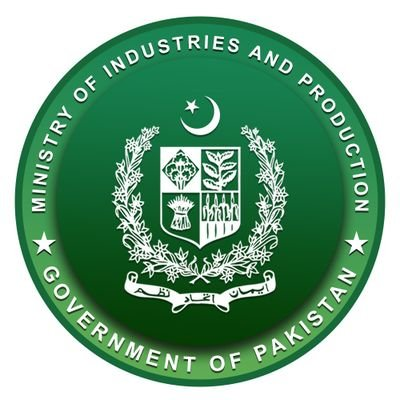 MINISTRY OF INDUSTRIES AND PRODUCTION
ایمان اتحاد نظم
GOVERNMENT OF PAKISTAN